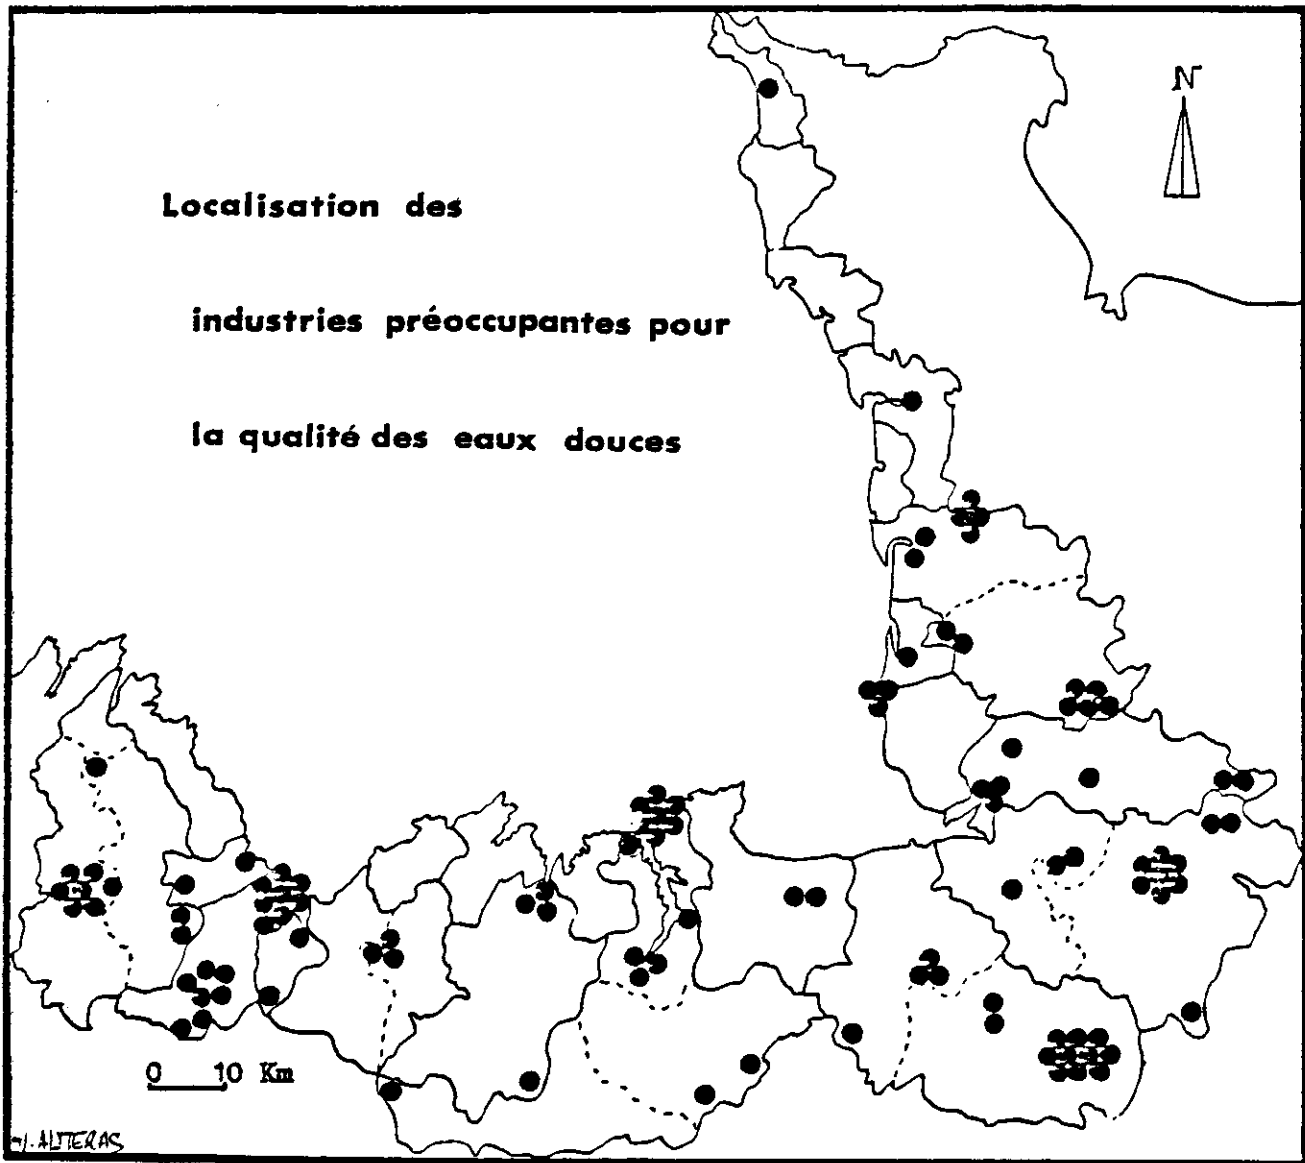 N
Localisation des
industries préoccupantes pour
la qualité des eaux douces
0 10 Km